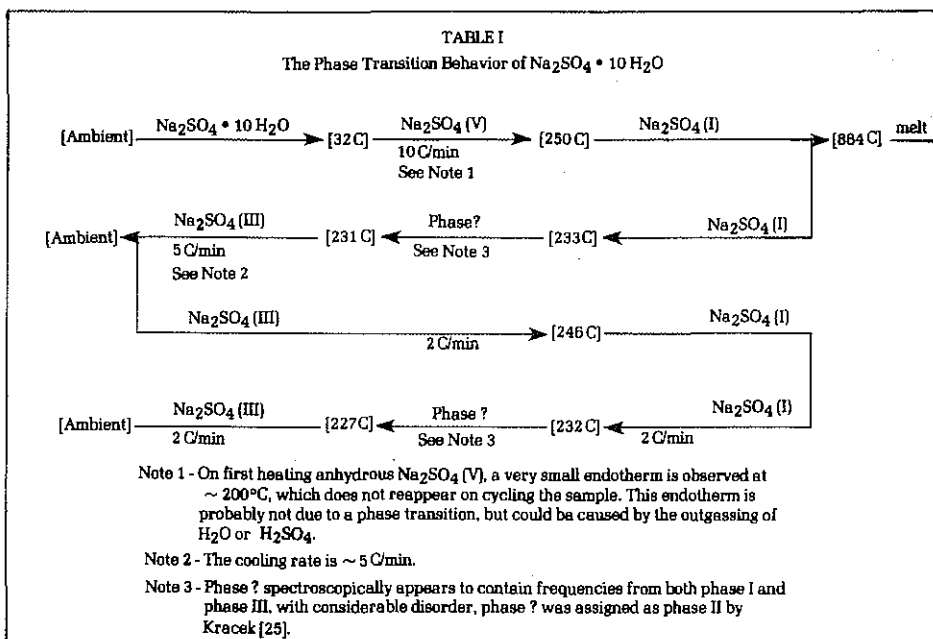 TABLE I
The Phase Transition Behavior of Na₂SO₄ • 10 H₂O
[Ambient] Na₂SO₄ • 10 H₂O [32 C] Na₂SO₄ (V) [250 C] Na₂SO₄ (I) [884 C] melt
10 C/min
See Note 1
[Ambient] Na₂SO₄ (III) [231 C] Phase? [233 C] Na₂SO₄ (I)
5 C/min See Note 3
See Note 2
Na₂SO₄ (III) 2 C/min [246 C] Na₂SO₄ (I)
[Ambient] Na₂SO₄ (III) [227 C] Phase ? [232 C] Na₂SO₄ (I)
2 C/min See Note 3 2 C/min
Note 1 - On first heating anhydrous Na₂SO₄ (V), a very small endotherm is observed at
~ 200°C, which does not reappear on cycling the sample. This endotherm is
probably not due to a phase transition, but could be caused by the outgassing of
H₂O or H₂SO₄.
Note 2 - The cooling rate is ~ 5 C/min.
Note 3 - Phase ? spectroscopically appears to contain frequencies from both phase I and
phase III, with considerable disorder, phase ? was assigned as phase II by
Kracek [25].